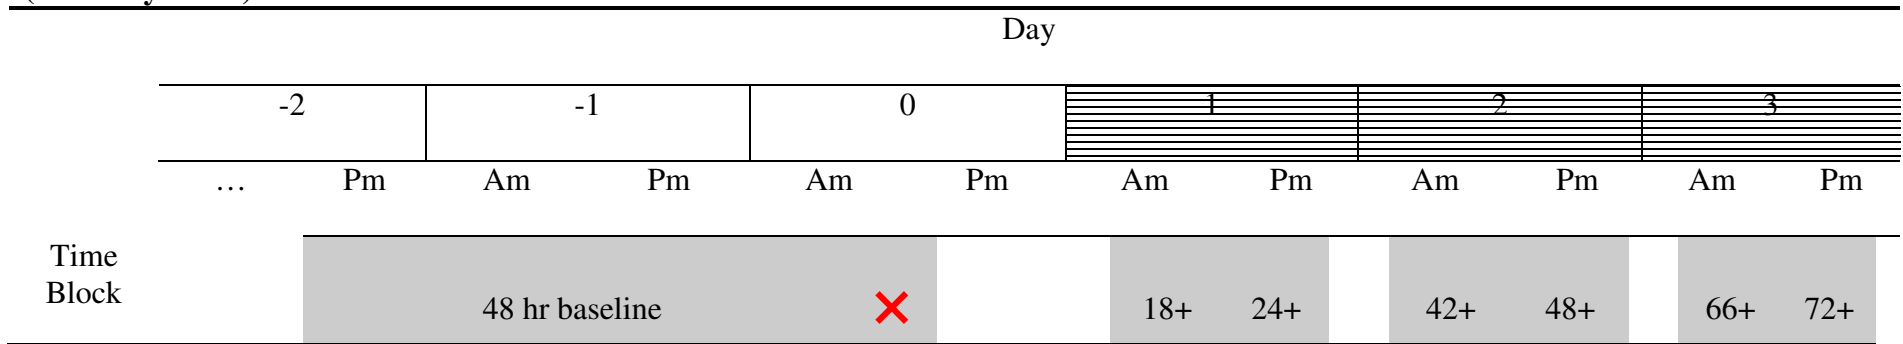 Day
-2 -1 0 1 2 3
… Pm Am Pm Am Pm Am Pm Am Pm Am Pm
Time
Block
48 hr baseline 18+ 24+ 42+ 48+ 66+ 72+